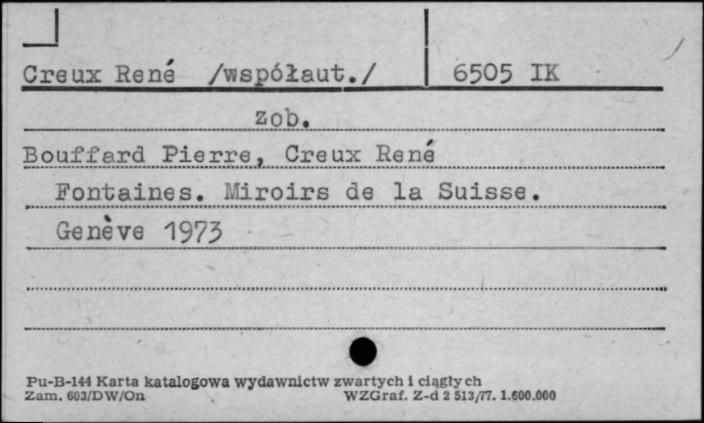 Creux René /współaut./ 6505 IK
zob.
Bouffard Pierre, Creux René
Fontaines. Miroirs de la Suisse.
Genève 1973
Pu-B-144 Karta katalogowa wydawnictw zwartych i ciągłych
Zam. 603/DW/On WZGraf. Z-d 2 513/77. 1.600.000